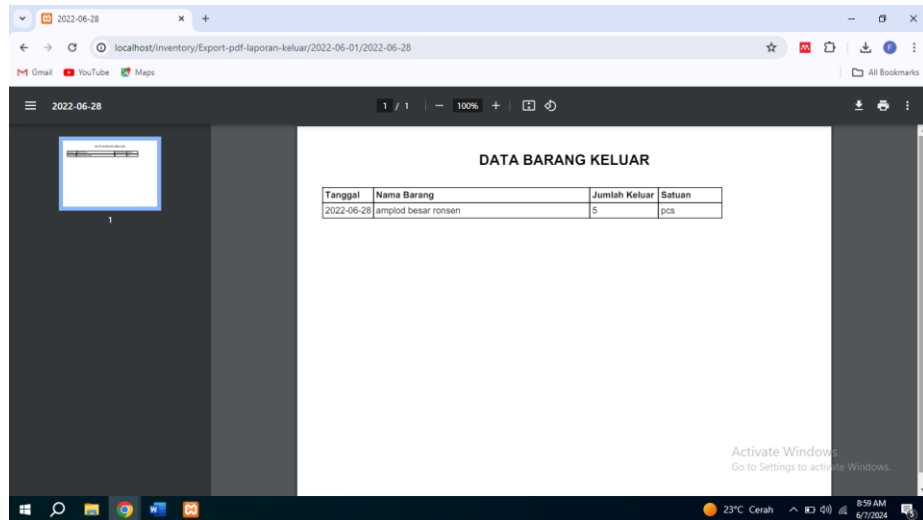 2022-06-28
localhost/inventory/Export-pdf-laporan-keluar/2022-06-01/2022-06-28
Gmail YouTube Maps All Bookmarks
2022-06-28 1 / 1 100%
1
DATA BARANG KELUAR
Tanggal Nama Barang Jumlah Keluar Satuan
2022-06-28 amplod besar ronsen 5 pcs
Activate Windows
Go to Settings to activate Windows.
23°C Cerah 8:59 AM
6/7/2024